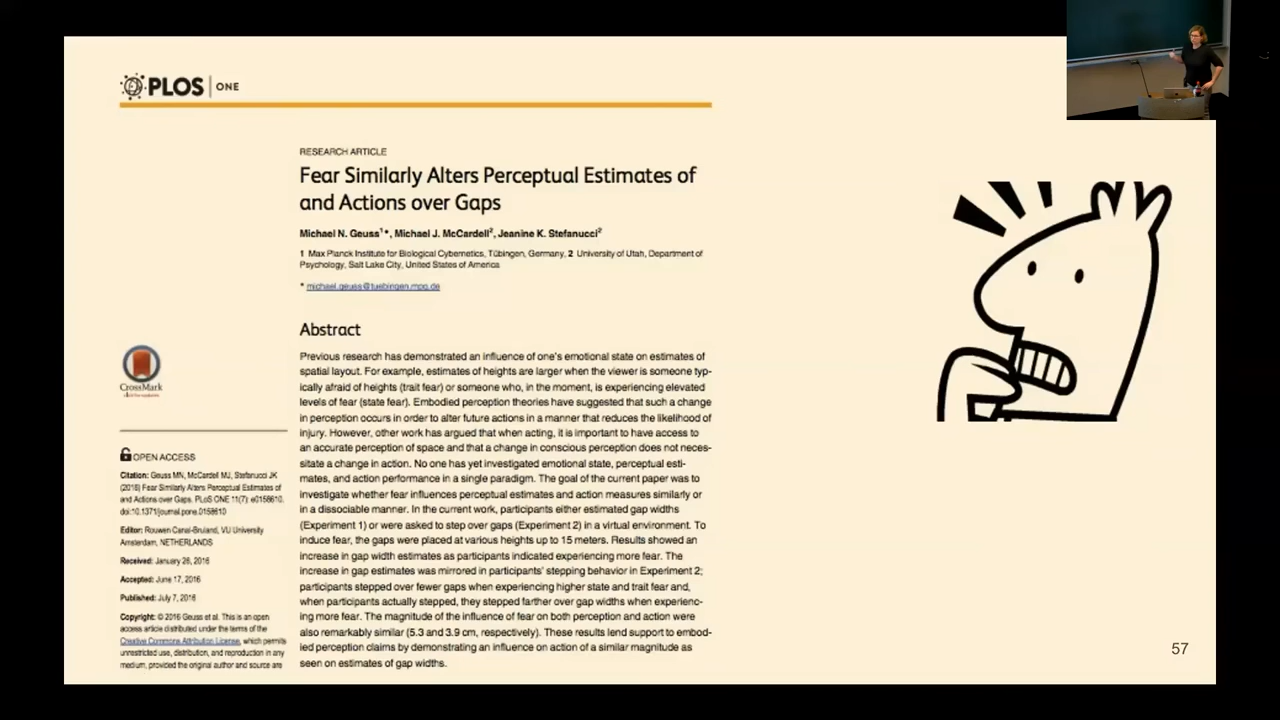 PLOS | ONE
RESEARCH ARTICLE
Fear Similarly Alters Perceptual Estimates of
and Actions over Gaps
Michael N. Geuss1*, Michael J. McCardell2, Jeanine K. Stefanucci2
1 Max Planck Institute for Biological Cybernetics, Tübingen, Germany, 2 University of Utah, Department of
Psychology, Salt Lake City, United States of America
* michael.geuss@tuebingen.mpg.de
Abstract
Previous research has demonstrated an influence of one's emotional state on estimates of
spatial layout. For example, estimates of heights are larger when the viewer is someone typ-
ically afraid of heights (trait fear) or someone who, in the moment, is experiencing elevated
levels of fear (state fear). Embodied perception theories have suggested that such a change
in perception occurs in order to alter future actions in a manner that reduces the likelihood of
injury. However, other work has argued that when acting, it is important to have access to
an accurate perception of space and that a change in conscious perception does not neces-
sitate a change in action. No one has yet investigated emotional state, perceptual esti-
mates, and action performance in a single paradigm. The goal of the current paper was to
investigate whether fear influences perceptual estimates and action measures similarly or
in a dissociable manner. In the current work, participants either estimated gap widths
(Experiment 1) or were asked to step over gaps (Experiment 2) in a virtual environment. To
induce fear, the gaps were placed at various heights up to 15 meters. Results showed an
increase in gap width estimates as participants indicated experiencing more fear. The
increase in gap estimates was mirrored in participants' stepping behavior in Experiment 2;
participants stepped over fewer gaps when experiencing higher state and trait fear and,
when participants actually stepped, they stepped farther over gap widths when experienc-
ing more fear. The magnitude of the influence of fear on both perception and action were
also remarkably similar (5.3 and 3.9 cm, respectively). These results lend support to embod-
ied perception claims by demonstrating an influence on action of a similar magnitude as
seen on estimates of gap widths.
CrossMark
OPEN ACCESS
Citation: Geuss MN, McCardell MJ, Stefanucci JK
(2016) Fear Similarly Alters Perceptual Estimates of
and Actions over Gaps. PLoS ONE 11(7): e0158610.
doi:10.1371/journal.pone.0158610
Editor: Rouwen Canal-Bruland, VU University
Amsterdam, NETHERLANDS
Received: January 26, 2016
Accepted: June 17, 2016
Published: July 7, 2016
Copyright: © 2016 Geuss et al. This is an open
access article distributed under the terms of the
Creative Commons Attribution License, which permits
unrestricted use, distribution, and reproduction in any
medium, provided the original author and source are
57